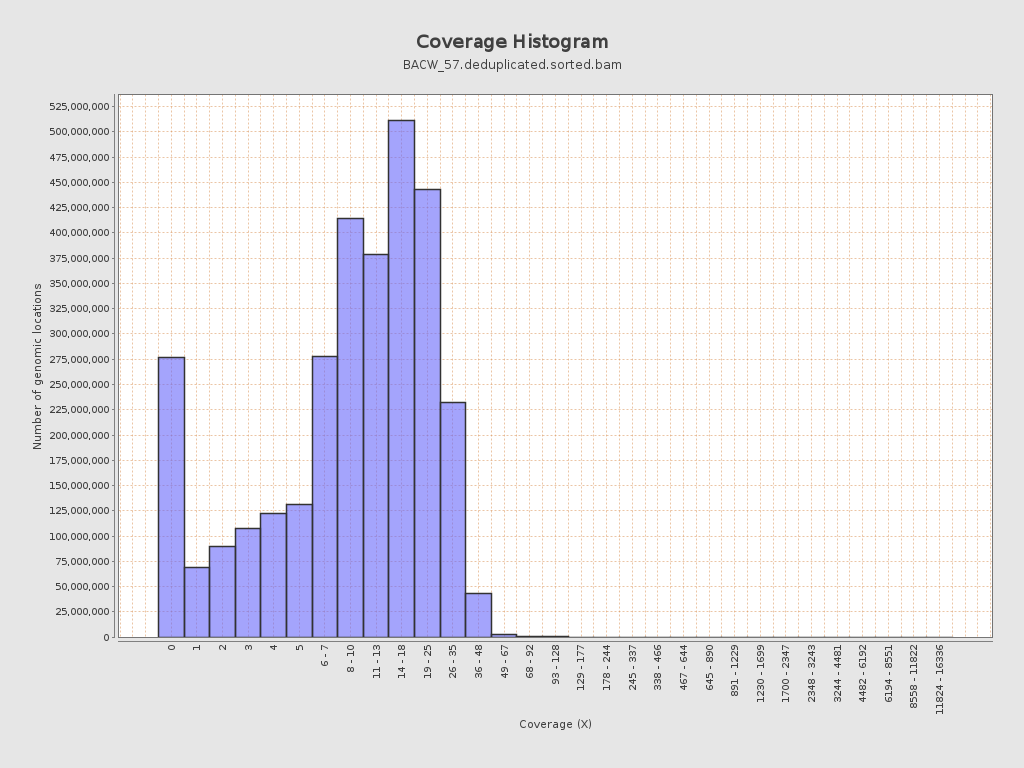 Coverage Histogram
BACW_57.deduplicated.sorted.bam
525,000,000
500,000,000
475,000,000
450,000,000
425,000,000
400,000,000
375,000,000
350,000,000
325,000,000
300,000,000
275,000,000
250,000,000
225,000,000
200,000,000
175,000,000
150,000,000
125,000,000
100,000,000
75,000,000
50,000,000
25,000,000
0
Number of genomic locations
0
1
2
3
4
5
6 - 7
8 - 10
11 - 13
14 - 18
19 - 25
26 - 35
36 - 48
49 - 67
68 - 92
93 - 128
129 - 177
178 - 244
245 - 337
338 - 466
467 - 644
645 - 890
891 - 1229
1230 - 1699
1700 - 2347
2348 - 3243
3244 - 4481
4482 - 6192
6194 - 8551
8558 - 11822
11824 - 16336
Coverage (X)